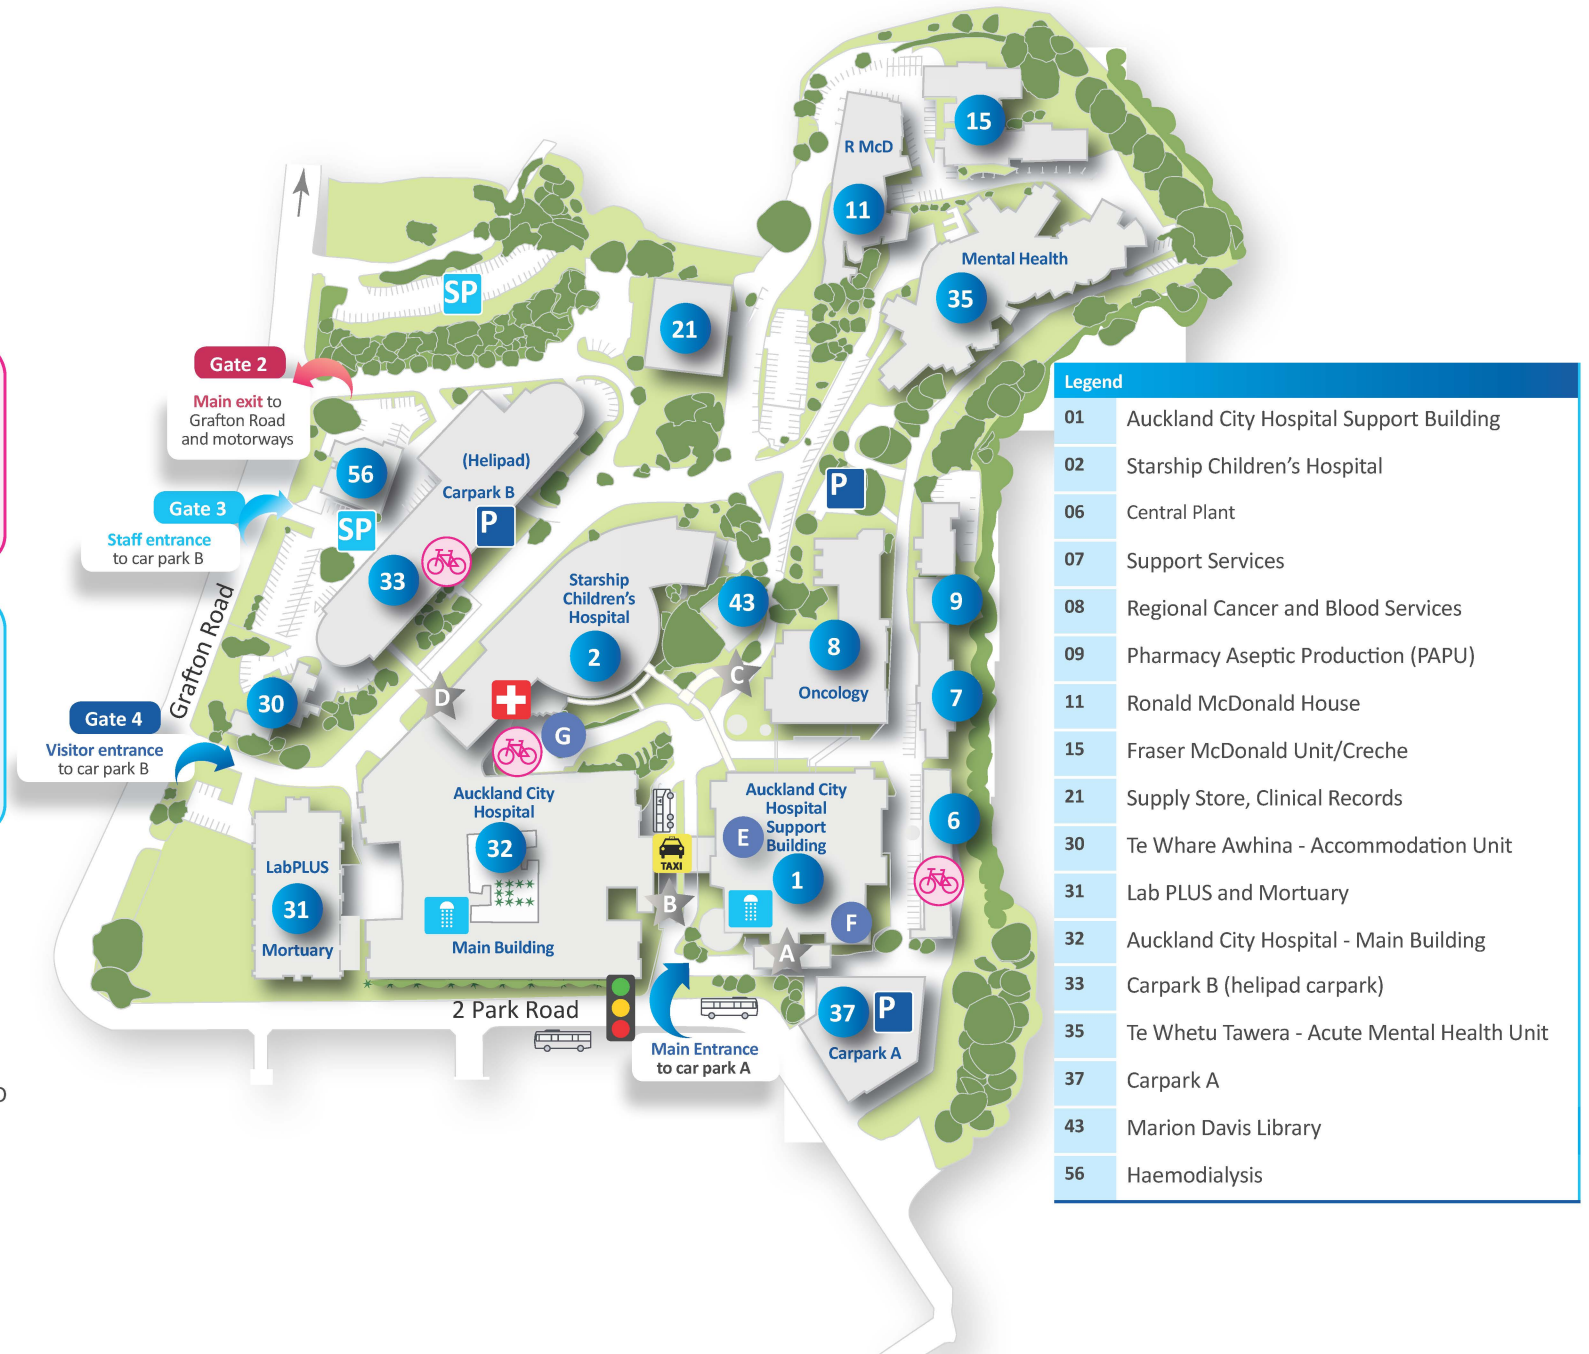 15
R McD
11
Mental Health
35
SP
21
Gate 2
Main exit to
Grafton Road
and motorways
(Helipad)
Carpark B
56
P
P
Gate 3
Staff entrance
to car park B
SP
33
Starship
Children's
Hospital
2
43
9
8
Oncology
7
C
D
Grafton Road
30
G
Gate 4
Visitor entrance
to car park B
Auckland City
Hospital
32
Main Building
Auckland City
Hospital
Support
Building
E
1
F
6
TAXI
B
A
LabPLUS
31
Mortuary
2 Park Road
37
P
Carpark A
Main Entrance
to car park A
Legend
01 Auckland City Hospital Support Building
02 Starship Children's Hospital
06 Central Plant
07 Support Services
08 Regional Cancer and Blood Services
09 Pharmacy Aseptic Production (PAPU)
11 Ronald McDonald House
15 Fraser McDonald Unit/Creche
21 Supply Store, Clinical Records
30 Te Whare Awhina - Accommodation Unit
31 Lab PLUS and Mortuary
32 Auckland City Hospital - Main Building
33 Carpark B (helipad carpark)
35 Te Whetu Tawera - Acute Mental Health Unit
37 Carpark A
43 Marion Davis Library
56 Haemodialysis